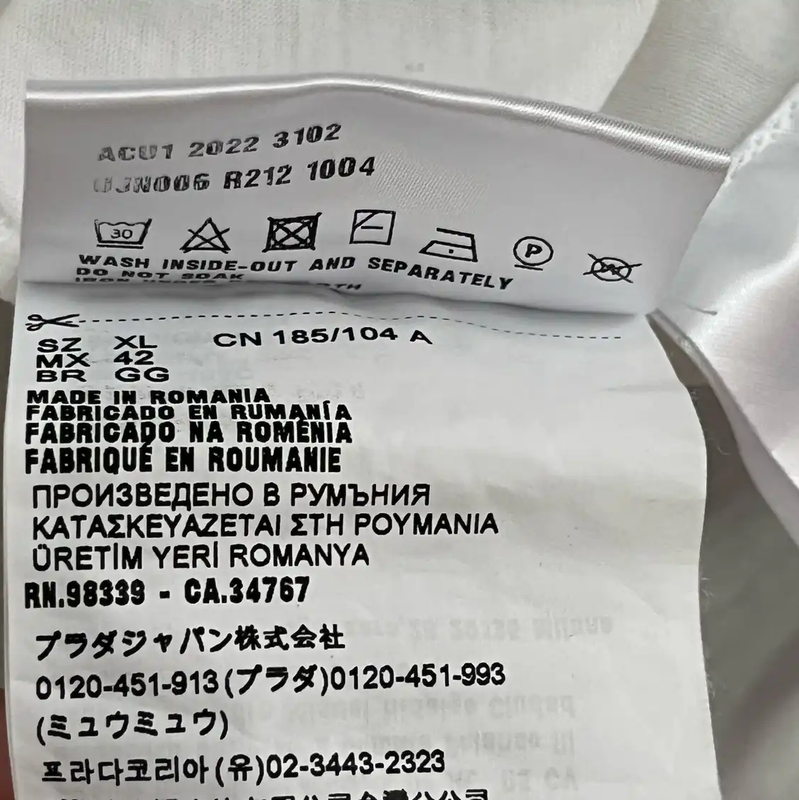 ACU1 2022 3102
UJN006 R212 1004
30
P
WASH INSIDE-OUT AND SEPARATELY
DO NOT SOAK
SZ XL CN 185/104 A
MX 42
BR GG
MADE IN ROMANIA
FABRICADO EN RUMANÍA
FABRICADO NA ROMÉNIA
FABRIQUÉ EN ROUMANIE
ПРОИЗВЕДЕНО В РУМЪНИЯ
ΚΑΤΑΣΚΕΥΑΖΕΤΑΙ ΣΤΗ ΡΟΥΜΑΝΙΑ
ÜRETİM YERİ ROMANYA
RN.98339 - CA.34767
プラダジャパン株式会社
0120-451-913(プラダ)0120-451-993
(ミュウミュウ)
프라다코리아(유)02-3443-2323